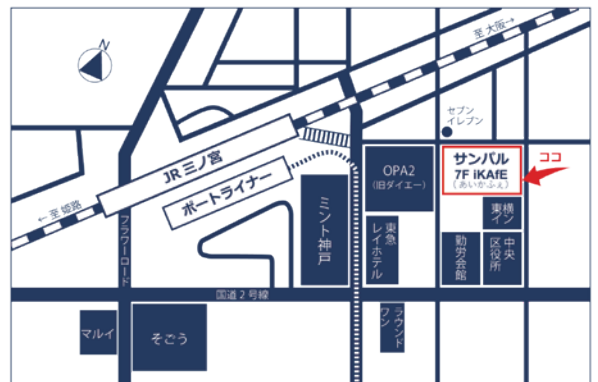 至 大阪→
N
セブン
イレブン
JR 三ノ宮
ポートライナー
← 至 姫路
フラワーロード
ミント神戸
OPA2
(旧ダイエー)
サンパル
7F iKAfE
(あいかふぇ)
ココ
東横
イン
東急
レイホテル
勤労会館
中央
区役所
国道2号線
マルイ
そごう
ラウンド
ワン